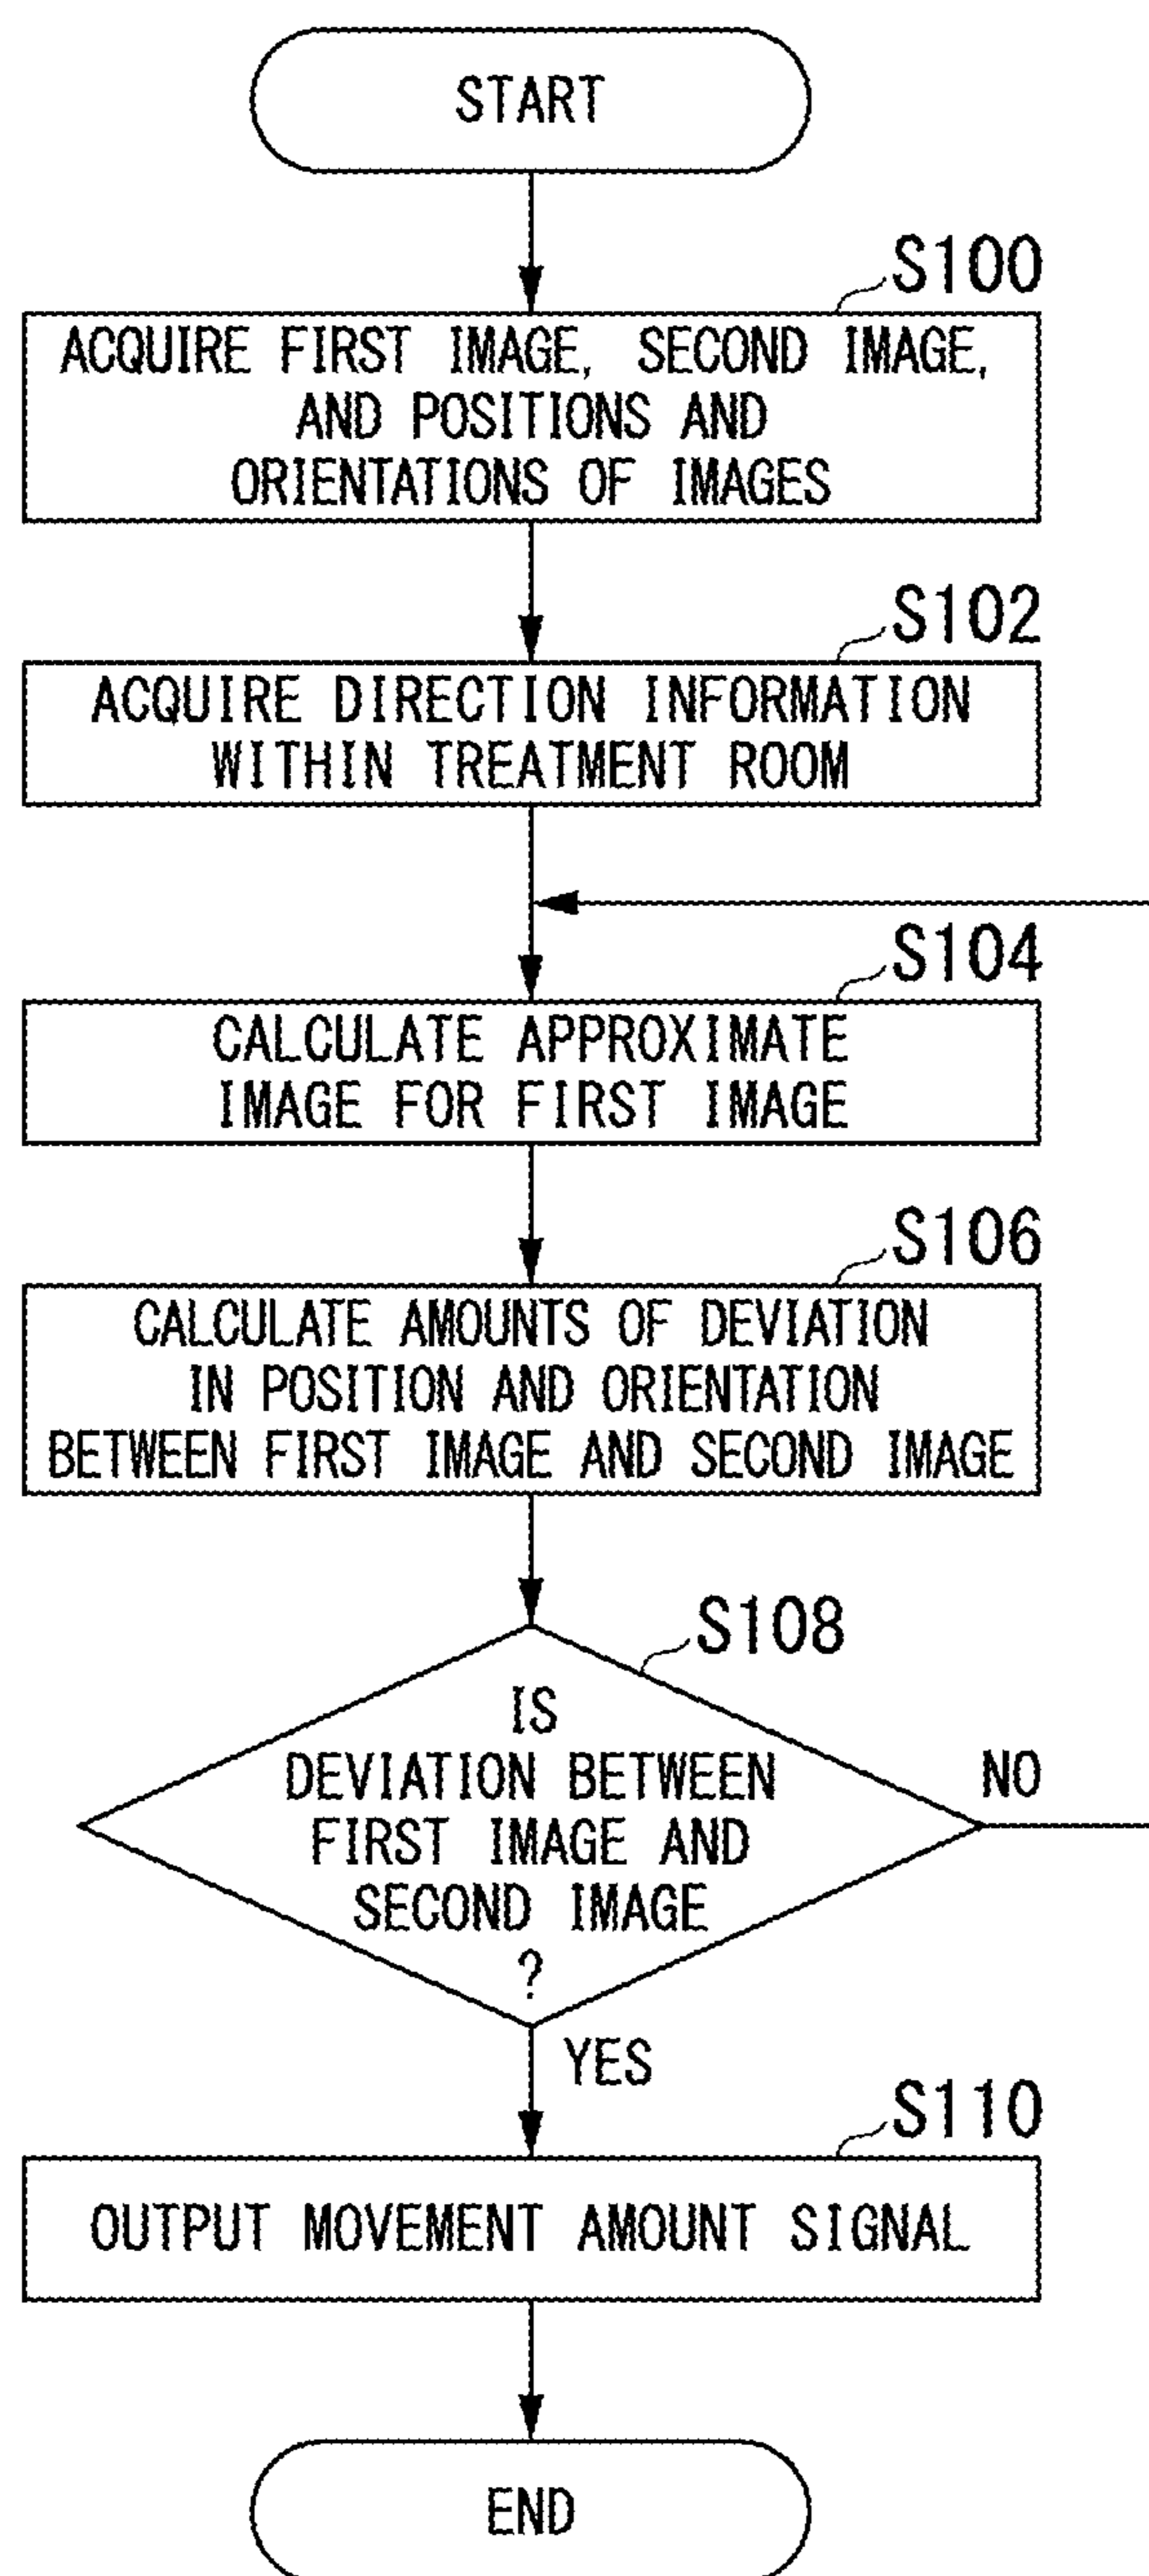 START
S100
ACQUIRE FIRST IMAGE, SECOND IMAGE,
AND POSITIONS AND
ORIENTATIONS OF IMAGES
S102
ACQUIRE DIRECTION INFORMATION
WITHIN TREATMENT ROOM
S104
CALCULATE APPROXIMATE
IMAGE FOR FIRST IMAGE
S106
CALCULATE AMOUNTS OF DEVIATION
IN POSITION AND ORIENTATION
BETWEEN FIRST IMAGE AND SECOND IMAGE
S108
IS
DEVIATION BETWEEN
FIRST IMAGE AND
SECOND IMAGE
?
NO
YES
S110
OUTPUT MOVEMENT AMOUNT SIGNAL
END